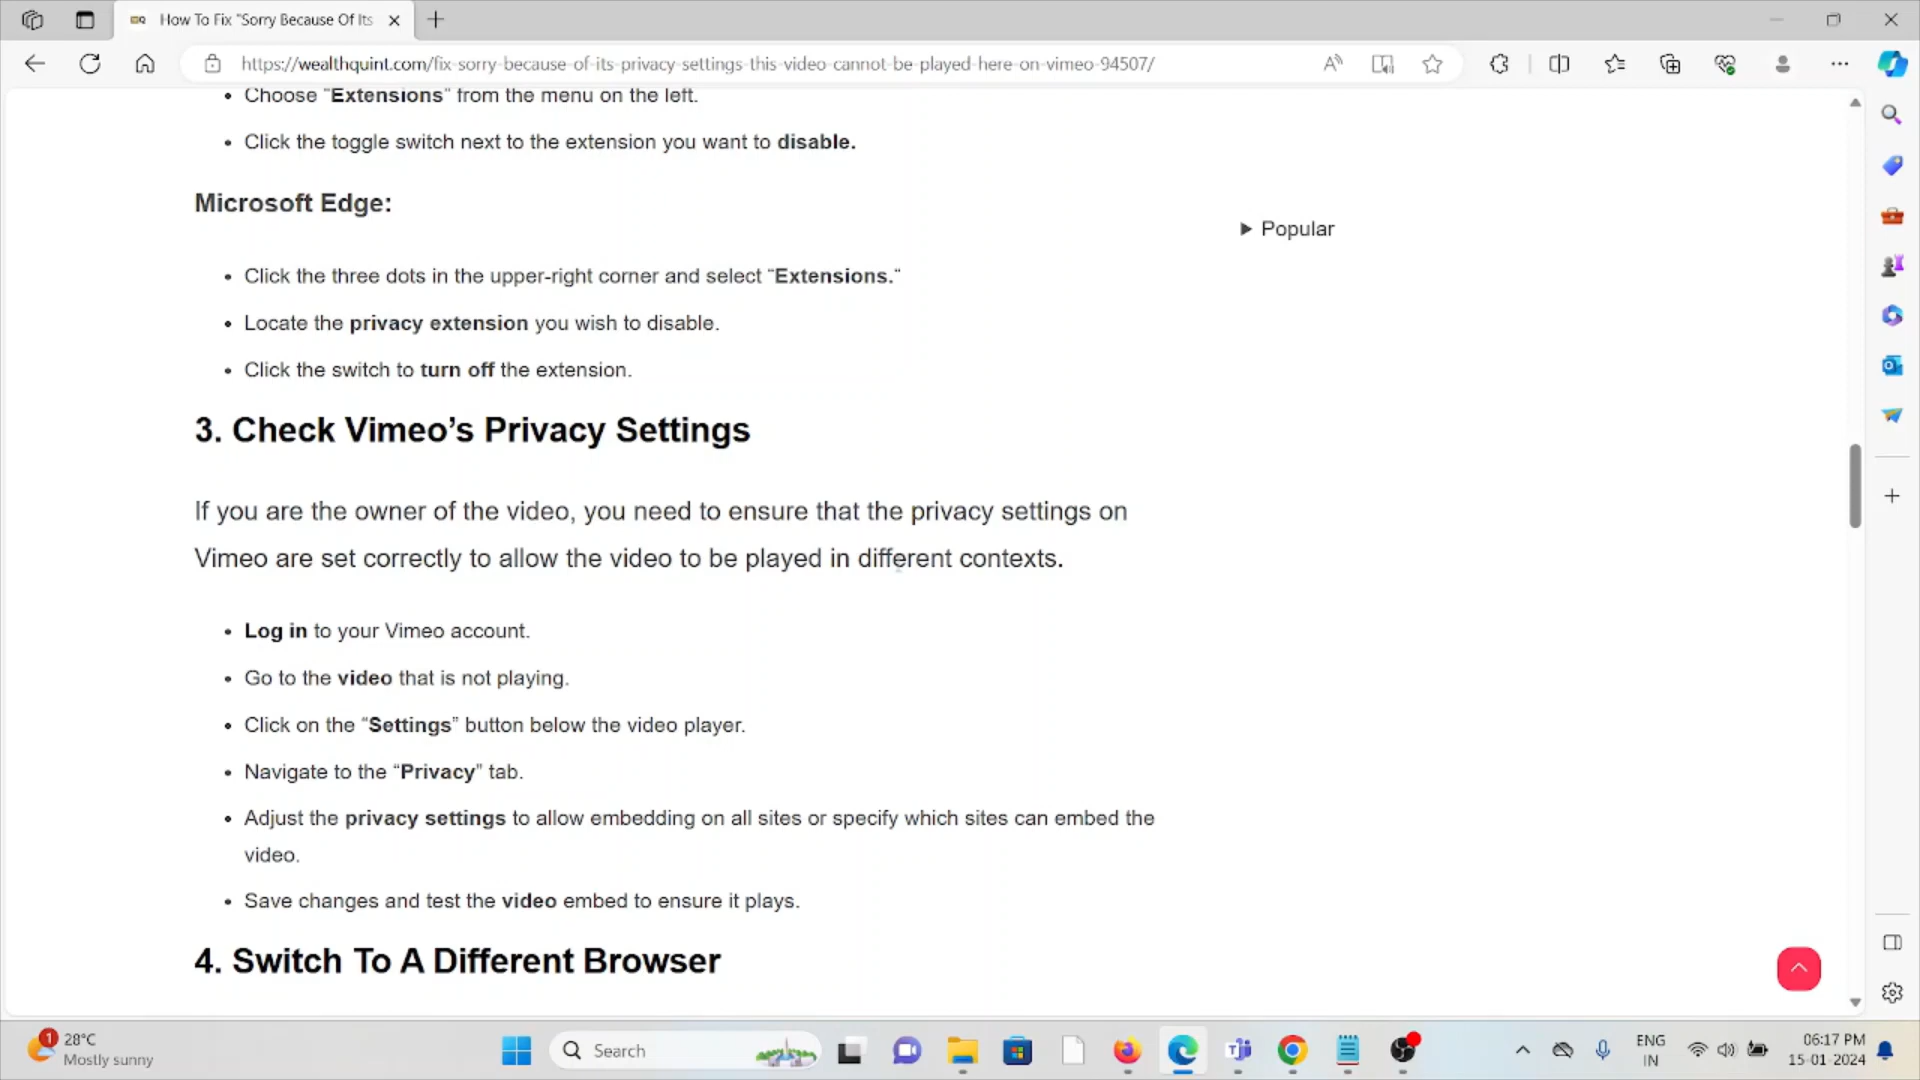 How To Fix "Sorry Because Of Its
https://wealthquint.com/fix-sorry-because-of-its-privacy-settings-this-video-cannot-be-played-here-on-vimeo-94507/
• Choose “Extensions” from the menu on the left.
• Click the toggle switch next to the extension you want to disable.
Microsoft Edge:
▶ Popular
• Click the three dots in the upper-right corner and select “Extensions.”
• Locate the privacy extension you wish to disable.
• Click the switch to turn off the extension.
3. Check Vimeo’s Privacy Settings
If you are the owner of the video, you need to ensure that the privacy settings on
Vimeo are set correctly to allow the video to be played in different contexts.
• Log in to your Vimeo account.
• Go to the video that is not playing.
• Click on the “Settings” button below the video player.
• Navigate to the “Privacy” tab.
• Adjust the privacy settings to allow embedding on all sites or specify which sites can embed the
video.
• Save changes and test the video embed to ensure it plays.
4. Switch To A Different Browser
1
28°C
Mostly sunny
Search
ENG
IN
06:17 PM
15-01-2024